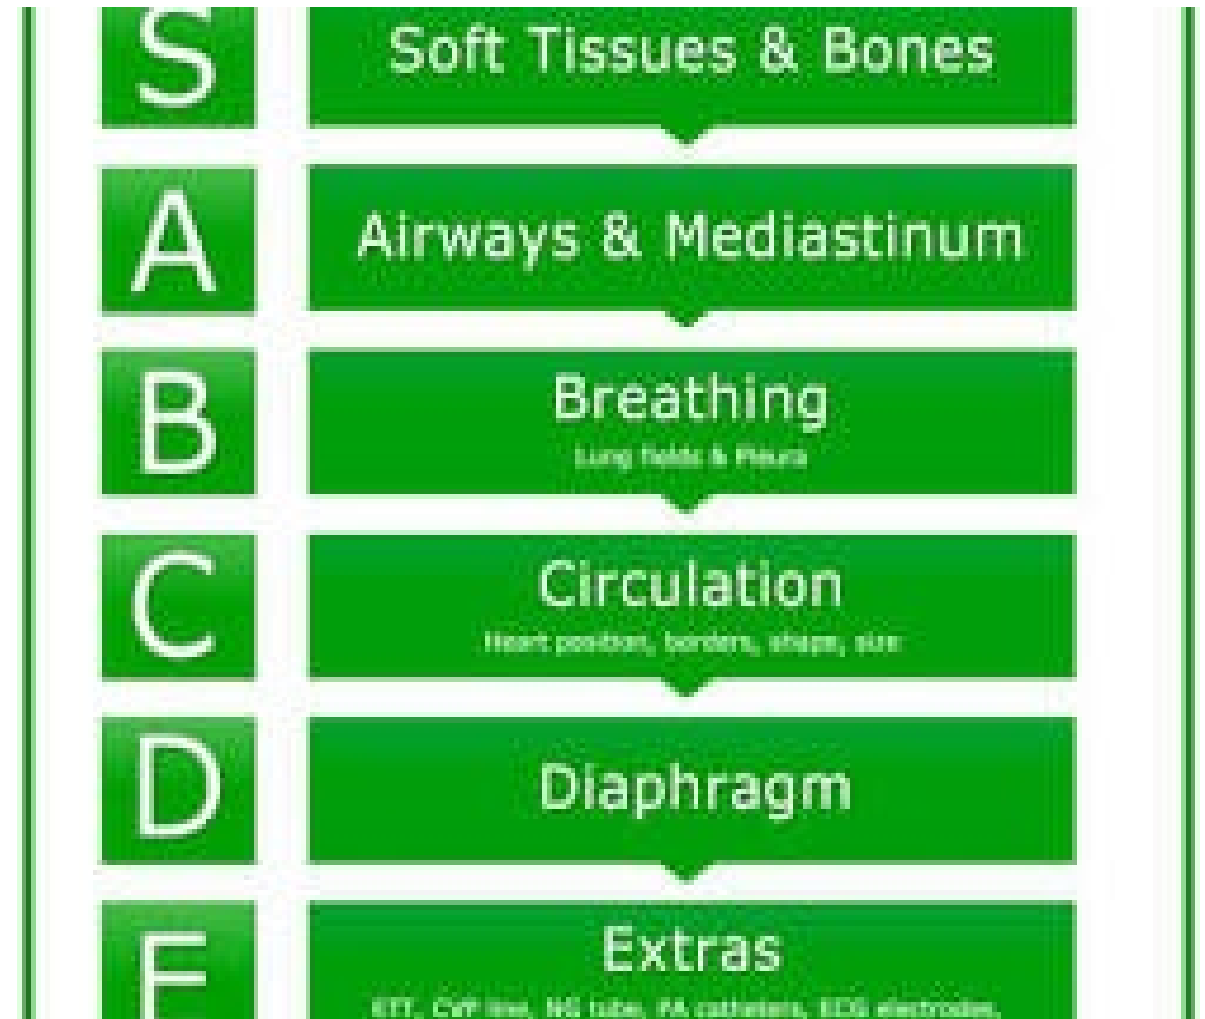 S
Soft Tissues & Bones
A
Airways & Mediastinum
B
Breathing
Lung fields & Pleura
C
Circulation
Heart position, borders, shape, size
D
Diaphragm
E
Extras
ETT, CVP line, NG tube, PA catheters, ECG electrodes,